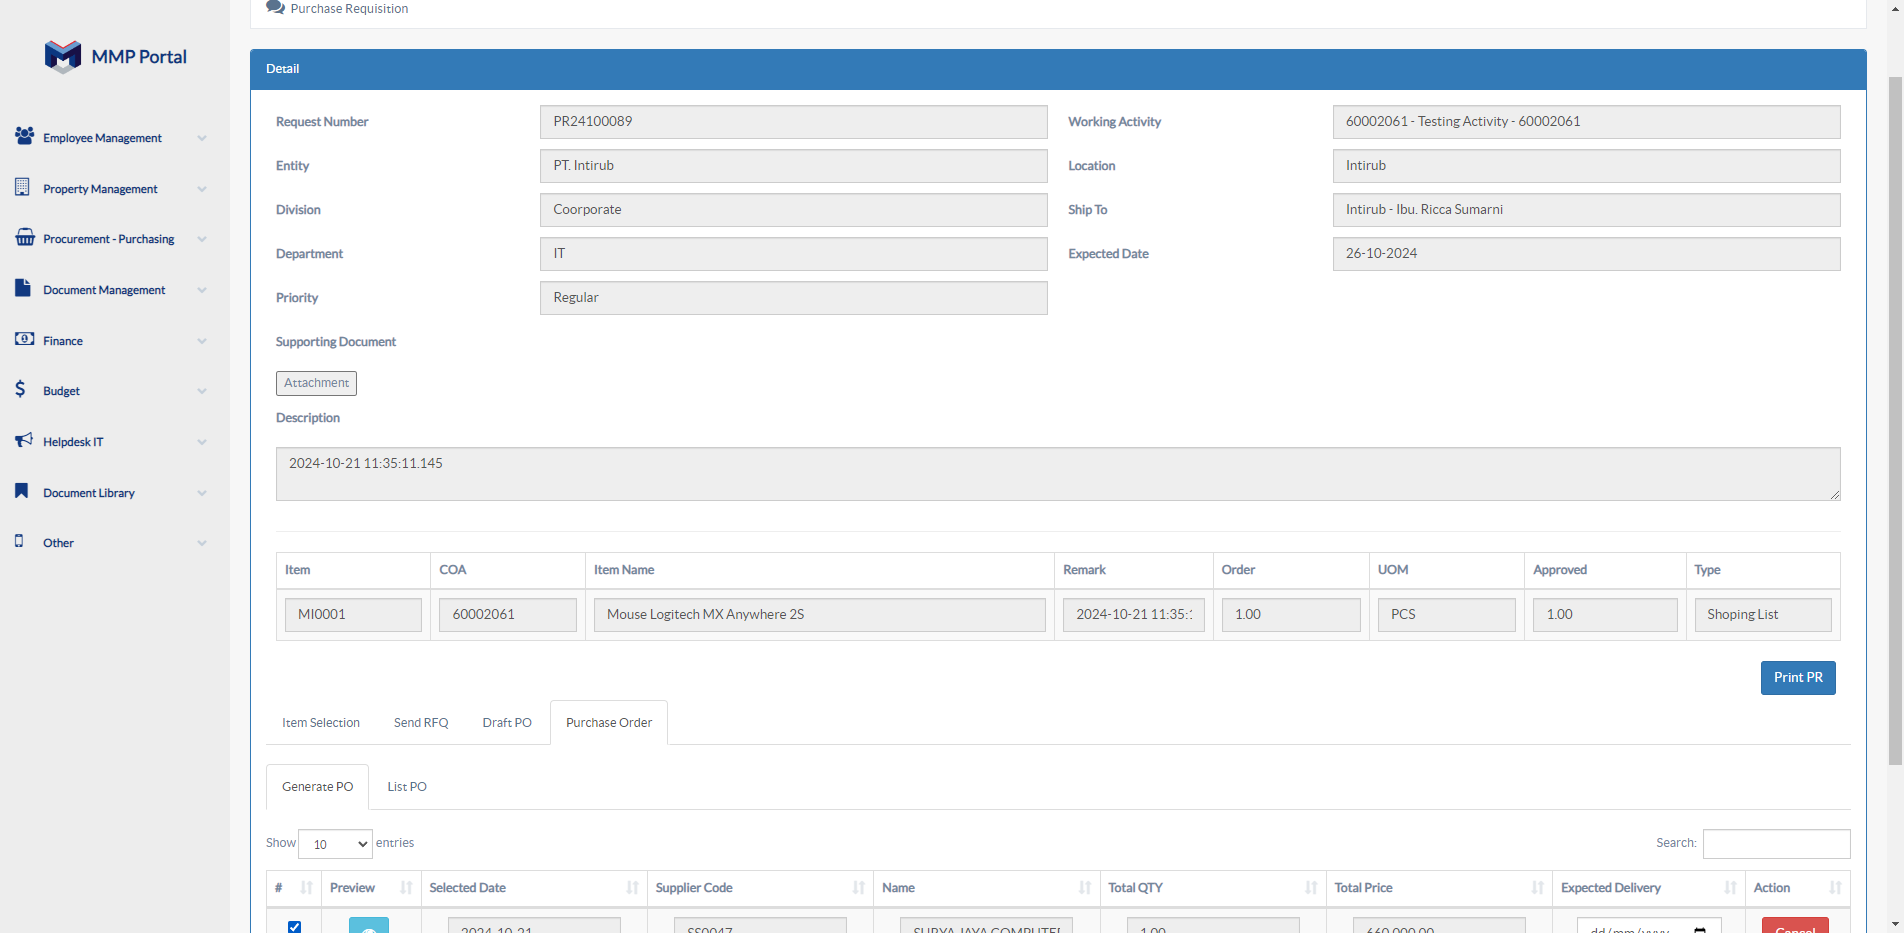 Purchase Requisition
MMP Portal
Employee Management
Property Management
Procurement - Purchasing
Document Management
Finance
Budget
Helpdesk IT
Document Library
Other
Detail
Request Number PR24100089 Working Activity 60002061 - Testing Activity - 60002061
Entity PT. Intirub Location Intirub
Division Coorporate Ship To Intirub - Ibu. Ricca Sumarni
Department IT Expected Date 26-10-2024
Priority Regular
Supporting Document
Attachment
Description
2024-10-21 11:35:11.145
Item COA Item Name Remark Order UOM Approved Type
MI0001 60002061 Mouse Logitech MX Anywhere 2S 2024-10-21 11:35: 1.00 PCS 1.00 Shoping List
Print PR
Item Selection Send RFQ Draft PO Purchase Order
Generate PO List PO
Show 10 entries Search:
# Preview Selected Date Supplier Code Name Total QTY Total Price Expected Delivery Action
2024-10-21 SS0047 SURYA JAYA 1.00 660,000.00 dd/mm/yyyy Cancel